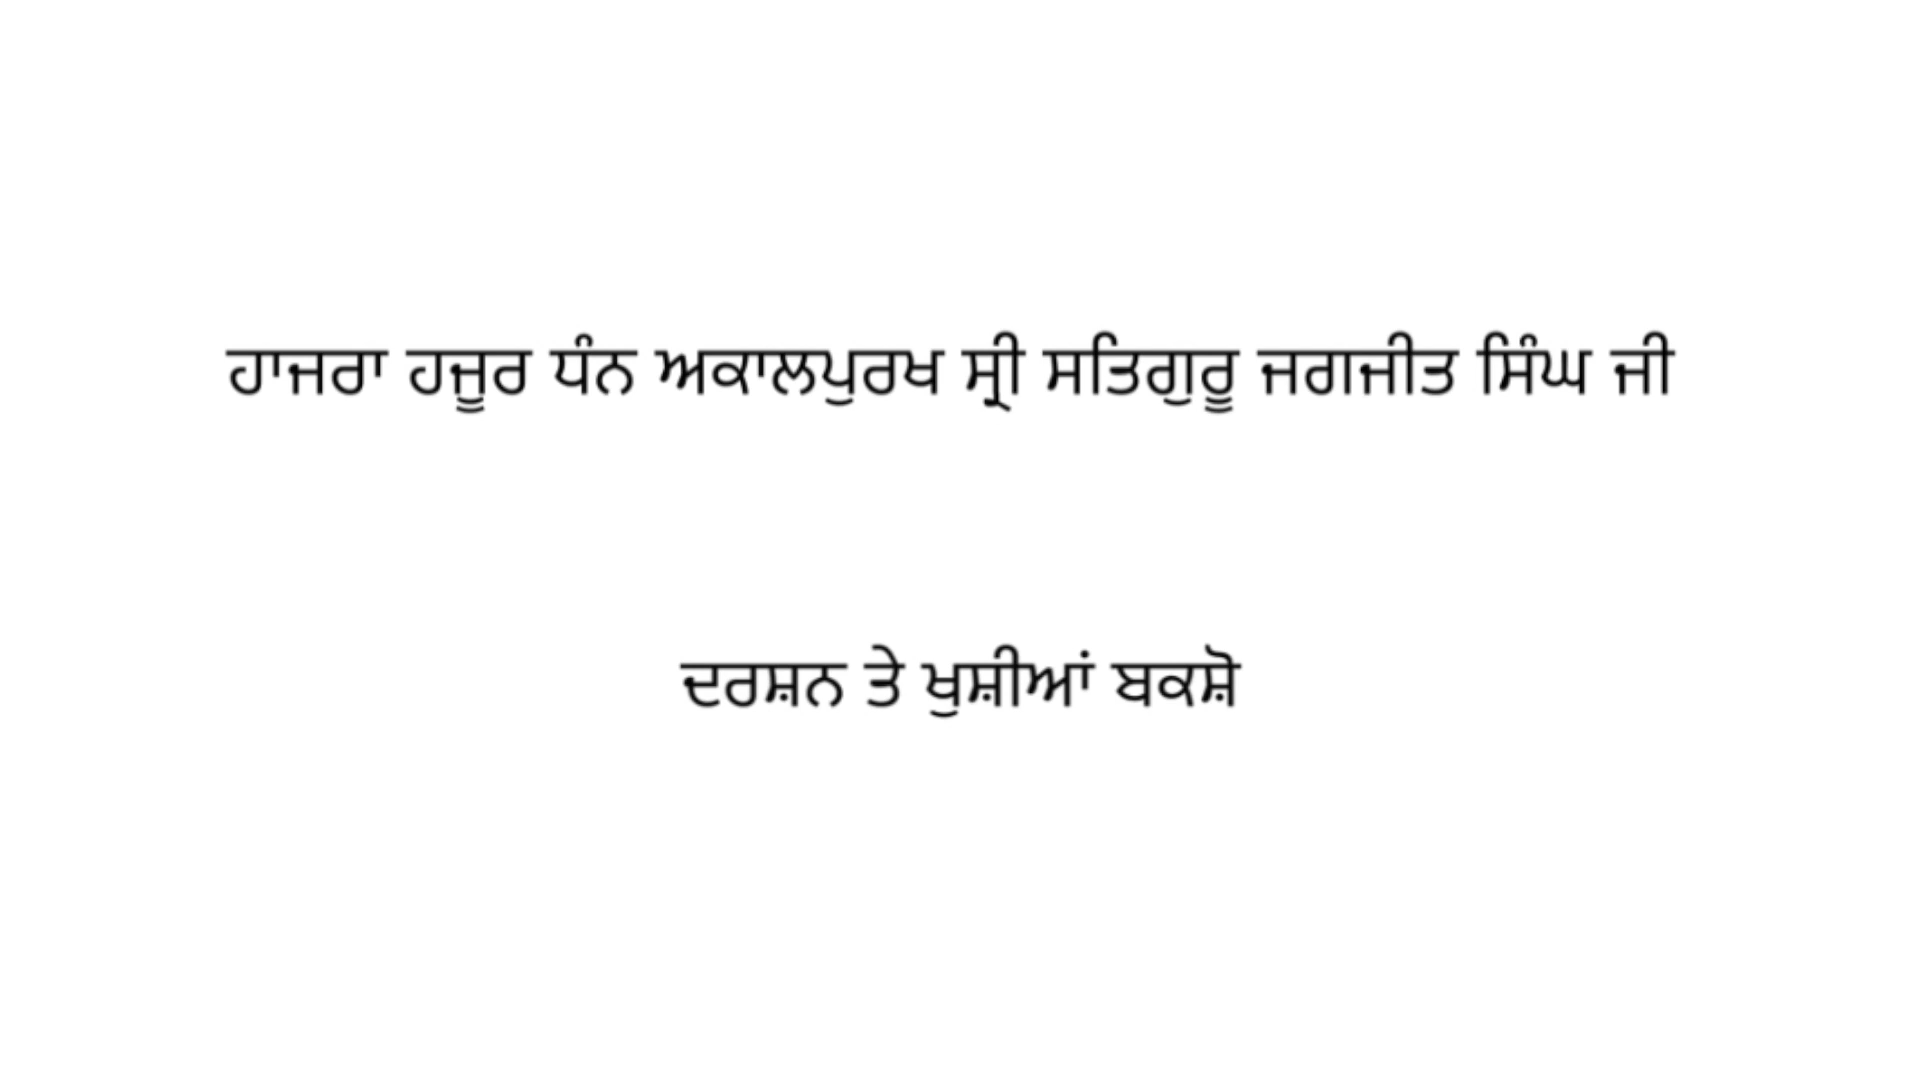 ਹਾਜਰਾ ਹਜੂਰ ਧੰਨ ਅਕਾਲਪੁਰਖ ਸ੍ਰੀ ਸਤਿਗੁਰੂ ਜਗਜੀਤ ਸਿੰਘ ਜੀ
ਦਰਸ਼ਨ ਤੇ ਖੁਸ਼ੀਆਂ ਬਕਸ਼ੋ